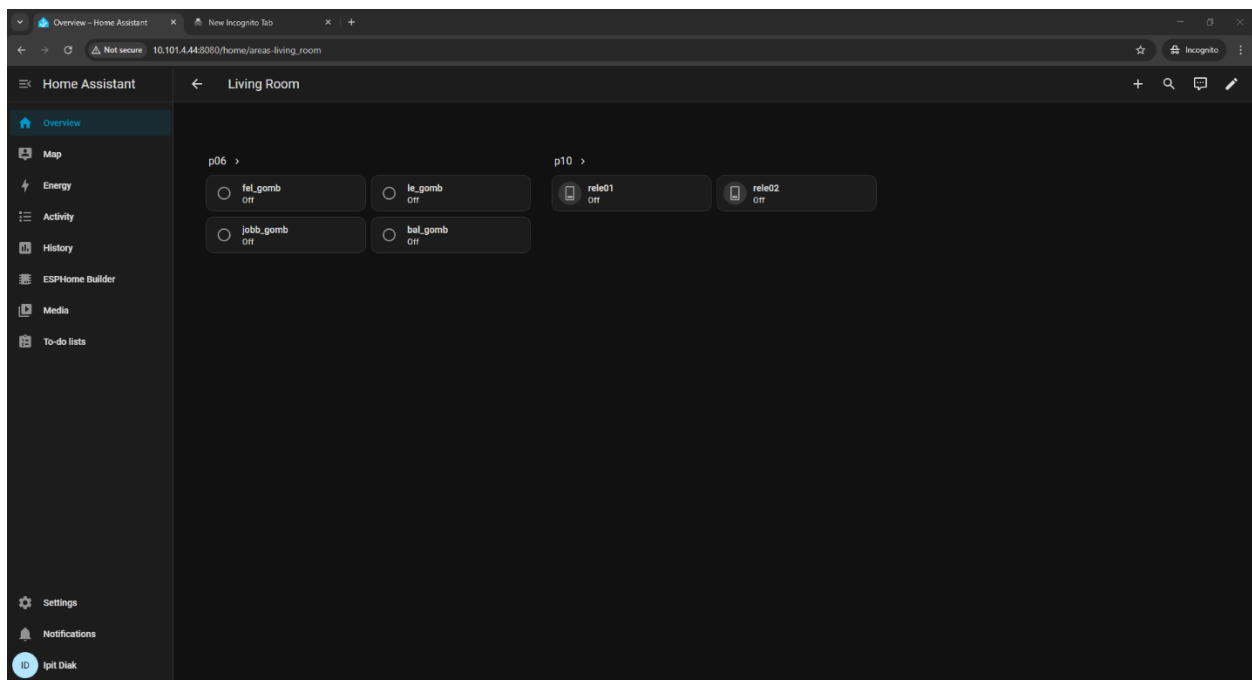 Overview – Home Assistant
New Incognito Tab
Not secure 10.101.4.44:8080/home/areas-living_room
Incognito
Home Assistant
Living Room
Overview
Map
Energy
Activity
History
ESPHome Builder
Media
To-do lists
Settings
Notifications
ID Ipit Diak
p06
fel_gomb
Off
le_gomb
Off
jobb_gomb
Off
bal_gomb
Off
p10
rele01
Off
rele02
Off